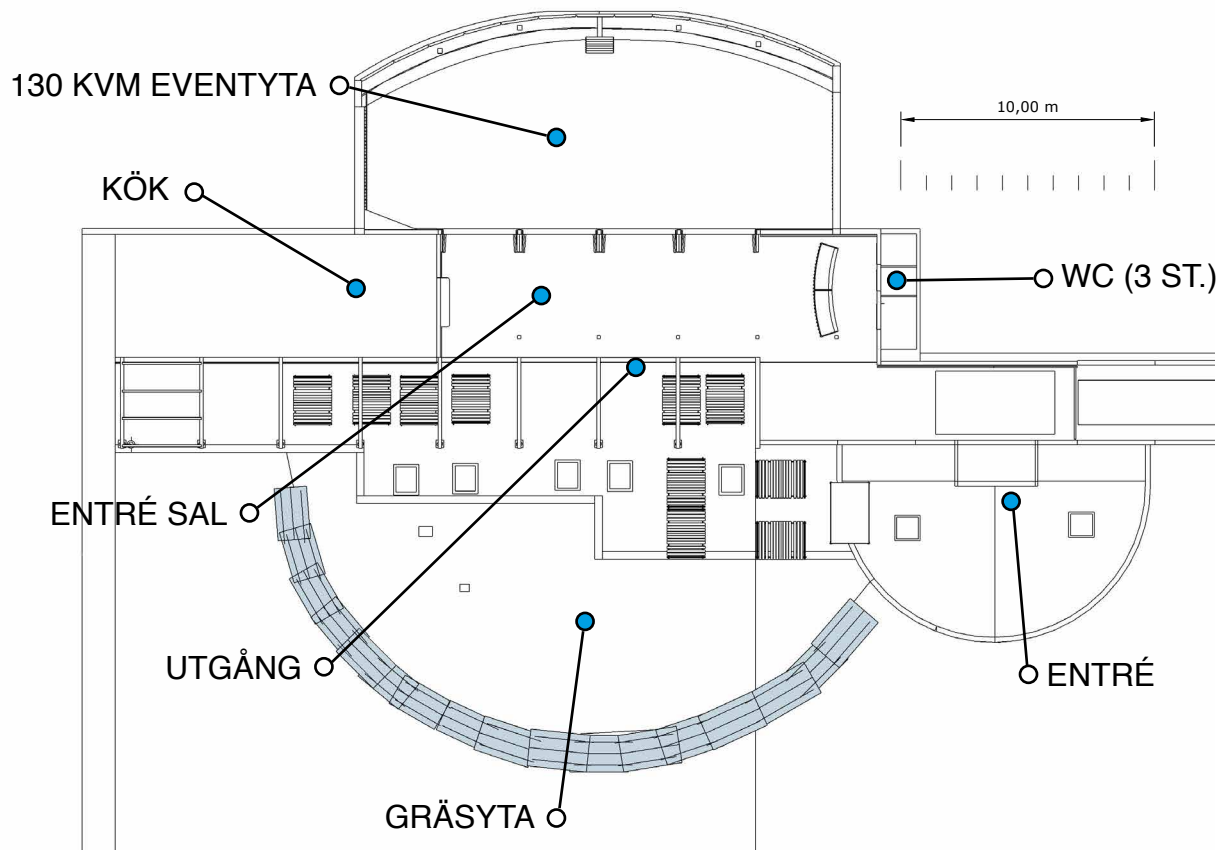 130 KVM EVENTYTA
10,00 m
KÖK
WC (3 ST.)
ENTRÉ SAL
UTGÅNG
ENTRÉ
GRÄSYTA